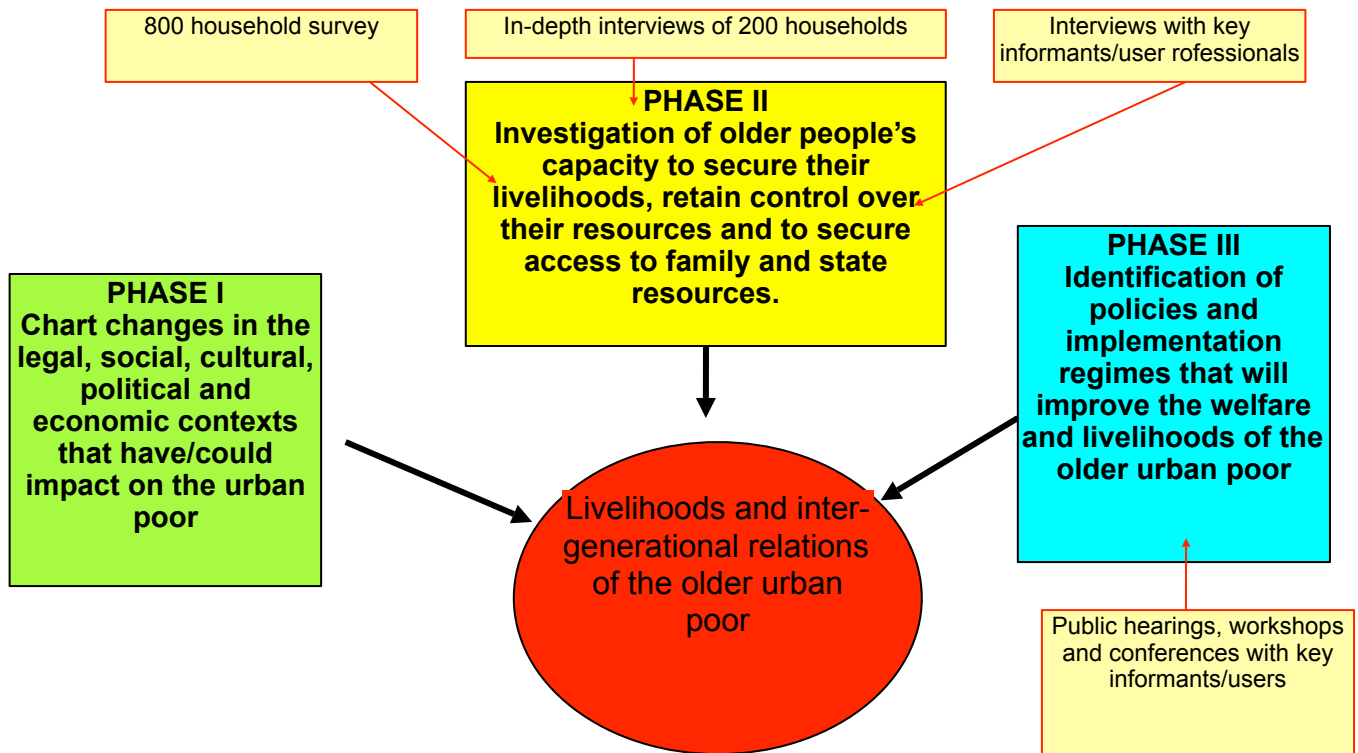 800 household survey
In-depth interviews of 200 households
Interviews with key
informants/user rofessionals
PHASE II
Investigation of older people’s
capacity to secure their
livelihoods, retain control over
their resources and to secure
access to family and state
resources.
PHASE I
Chart changes in the
legal, social, cultural,
political and
economic contexts
that have/could
impact on the urban
poor
PHASE III
Identification of
policies and
implementation
regimes that will
improve the welfare
and livelihoods of the
older urban poor
Livelihoods and inter-
generational relations
of the older urban
poor
Public hearings, workshops
and conferences with key
informants/users